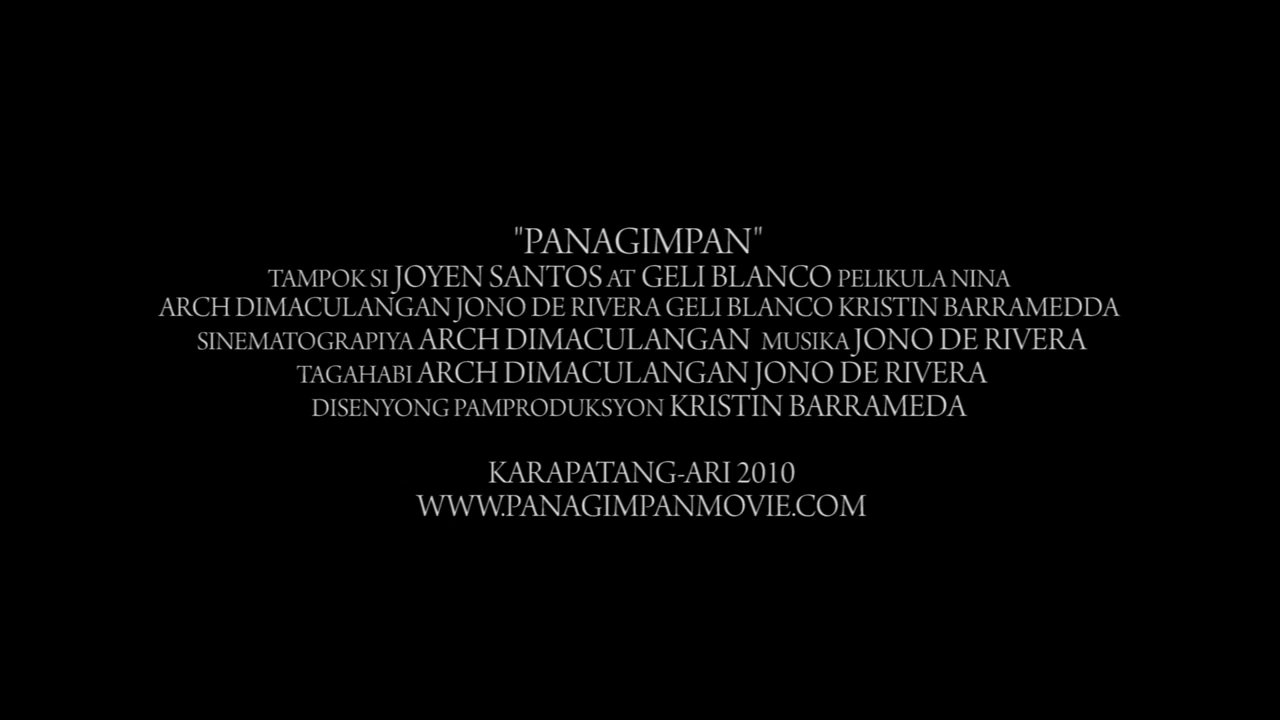 "PANAGIMPAN"
TAMPOK SI JOYEN SANTOS AT GELI BLANCO PELIKULA NINA
ARCH DIMACULANGAN JONO DE RIVERA GELI BLANCO KRISTIN BARRAMEDDA
SINEMATOGRAPIYA ARCH DIMACULANGAN MUSIKA JONO DE RIVERA
TAGAHABI ARCH DIMACULANGAN JONO DE RIVERA
DISENYONG PAMPRODUKSYON KRISTIN BARRAMEDA
KARAPATANG-ARI 2010
WWW.PANAGIMPANMOVIE.COM